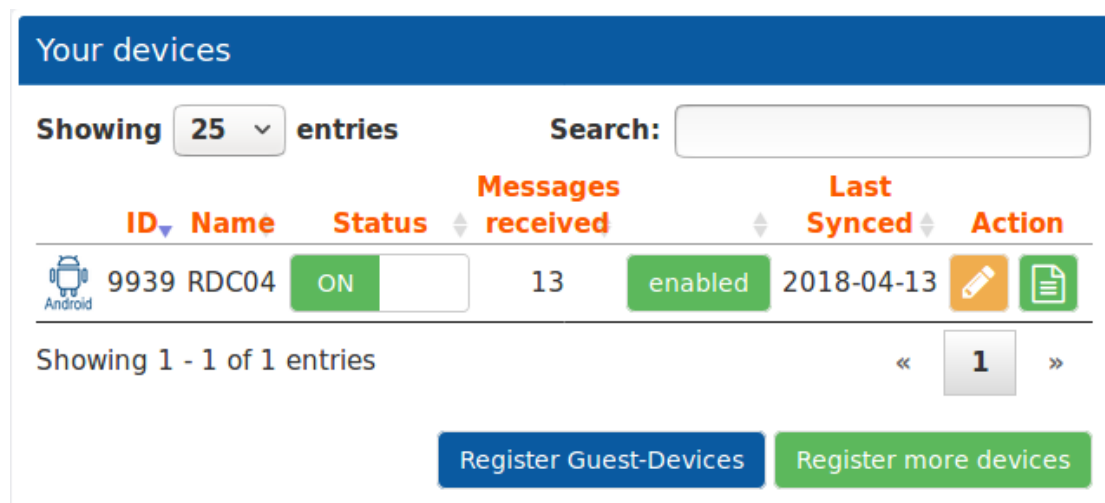 Your devices
Showing 25 entries Search:
Messages Last
ID Name Status received Synced Action
9939 RDC04 ON 13 enabled 2018-04-13
Android
Showing 1 - 1 of 1 entries « 1 »
Register Guest-Devices Register more devices